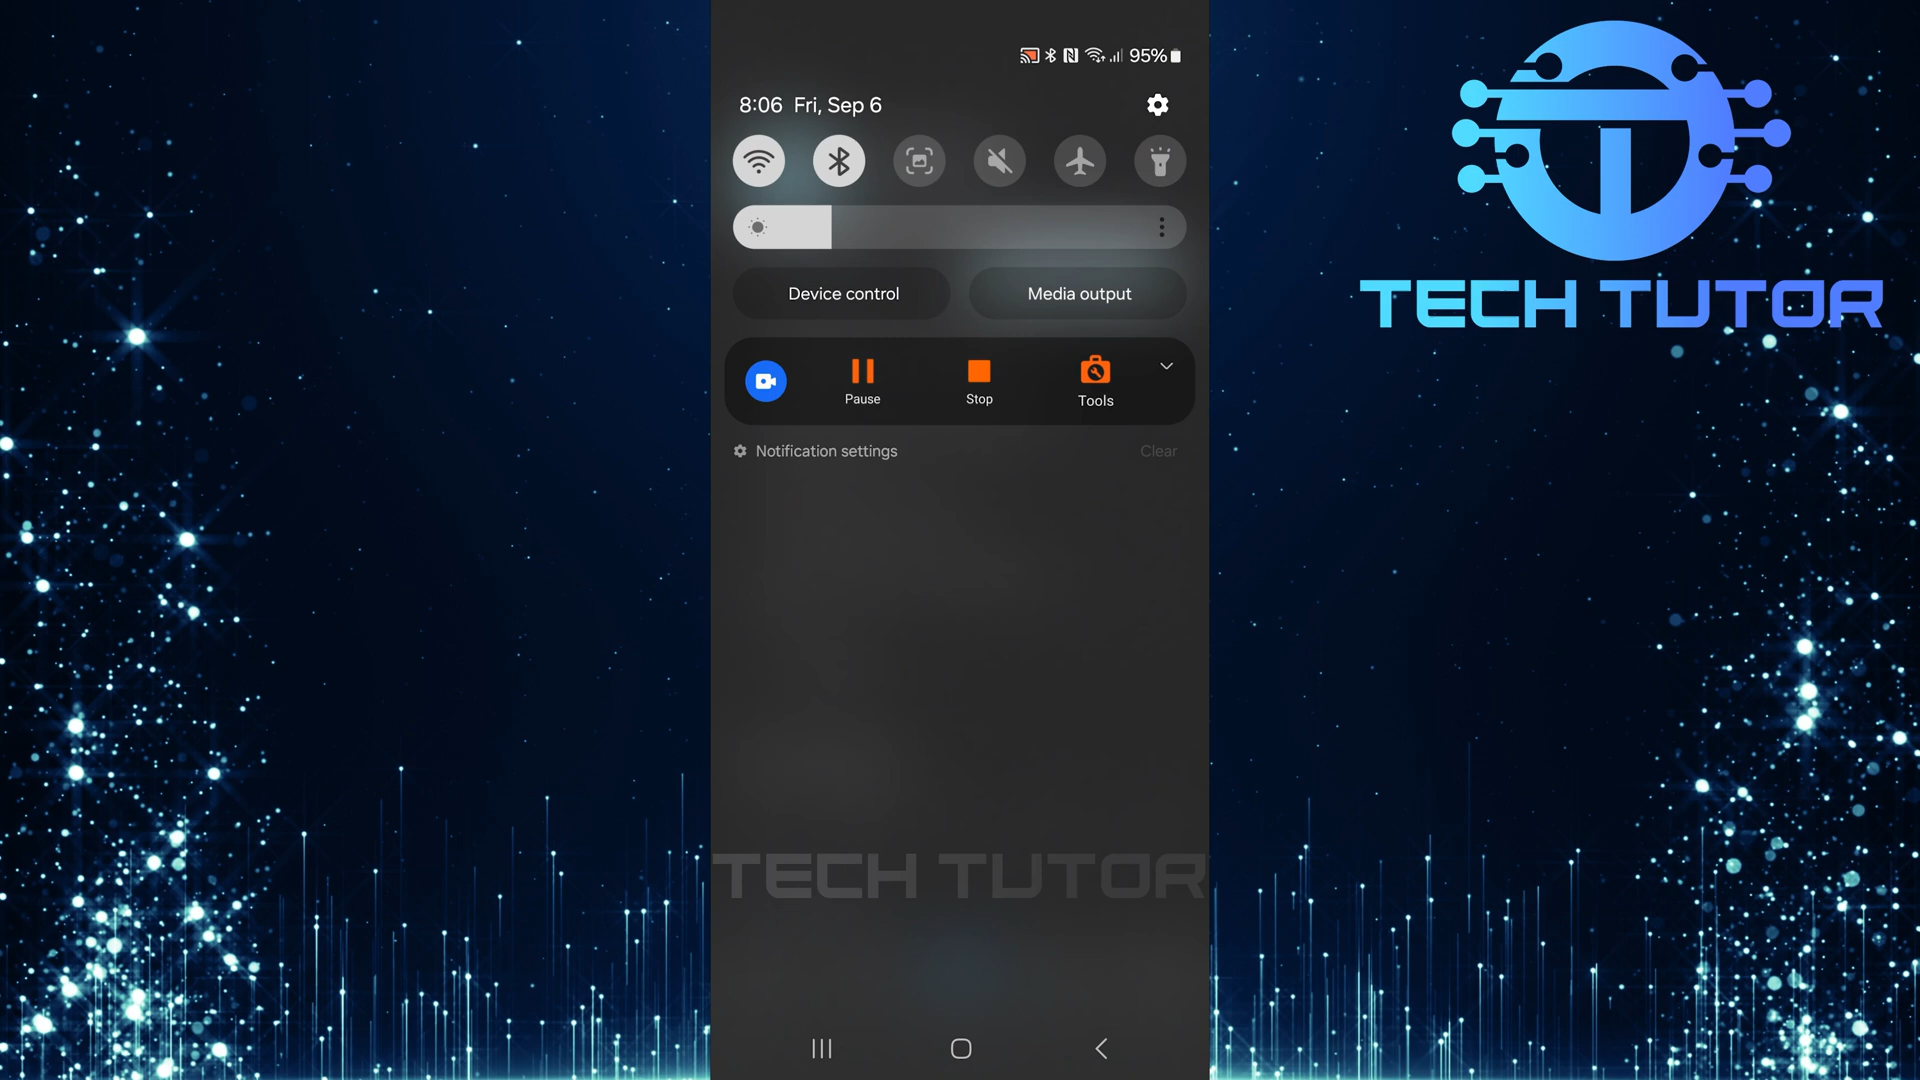 95%
8:06 Fri, Sep 6
TECH TUTOR
Device control
Media output
Pause
Stop
Tools
Notification settings
Clear
TECH TUTOR